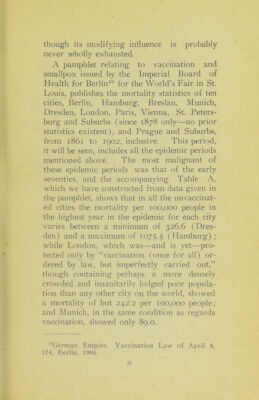 though its modifying influence is probably
never wholly exhausted.
A pamphlet relating to vaccination and
smallpox issued by the Imperial Board of
Health for Berlin¹⁰ for the World's Fair in St.
Louis, publishes the mortality statistics of ten
cities, Berlin, Hamburg, Breslau, Munich,
Dresden, London, Paris, Vienna, St. Peters-
burg and Suburbs (since 1878 only—no prior
statistics existent), and Prague and Suburbs,
from 1861 to 1902, inclusive. This period,
it will be seen, includes all the epidemic periods
mentioned above. The most malignant of
these epidemic periods was that of the early
seventies, and the accompanying Table A,
which we have constructed from data given in
the pamphlet, shows that in all the unvaccinat-
ed cities the mortality per 100,000 people in
the highest year in the epidemic for each city
varies between a minimum of 326.6 (Dres-
den) and a maximum of 1075.5 (Hamburg);
while London, which was—and is yet—pro-
tected only by "vaccination (once for all) or-
dered by law, but imperfectly carried out,"
though containing perhaps a more densely
crowded and insanitarily lodged poor popula-
tion than any other city on the world, showed
a mortality of but 242.2 per 100,000 people;
and Munich, in the same condition as regards
vaccination, showed only 89.0.
German Empire. Vaccination Law of April 8,
174, Berlin, 1904.